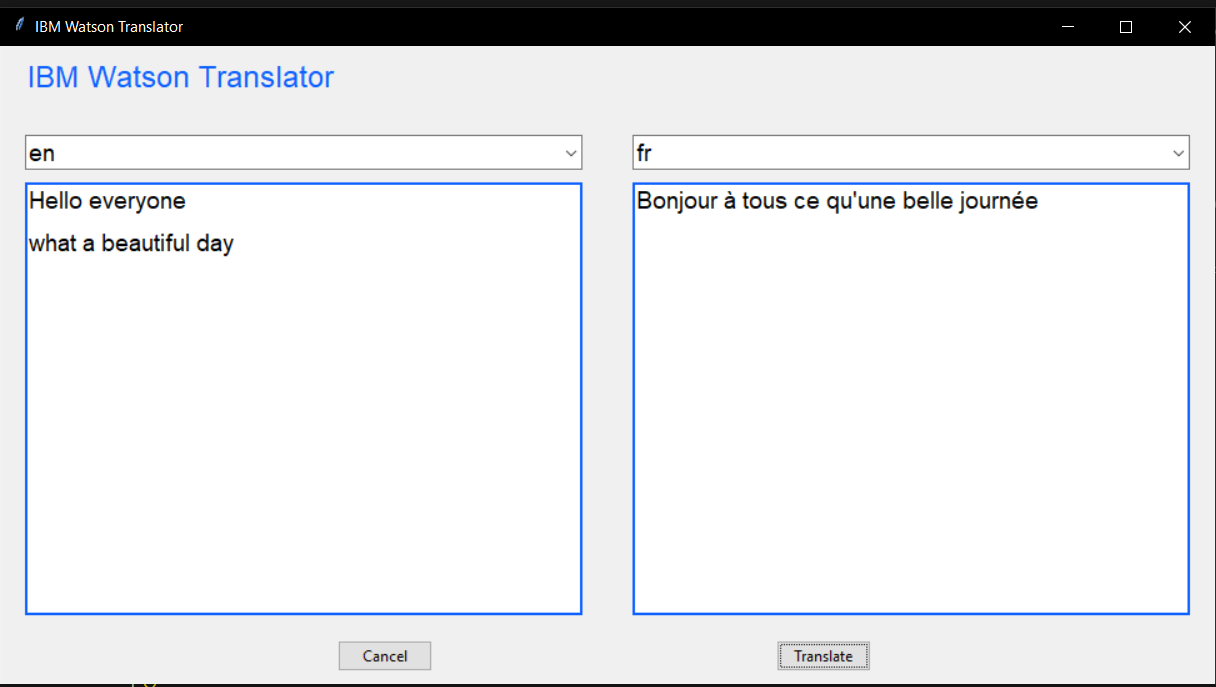 IBM Watson Translator
IBM Watson Translator
en
fr
Hello everyone
what a beautiful day
Bonjour à tous ce qu'une belle journée
Cancel
Translate